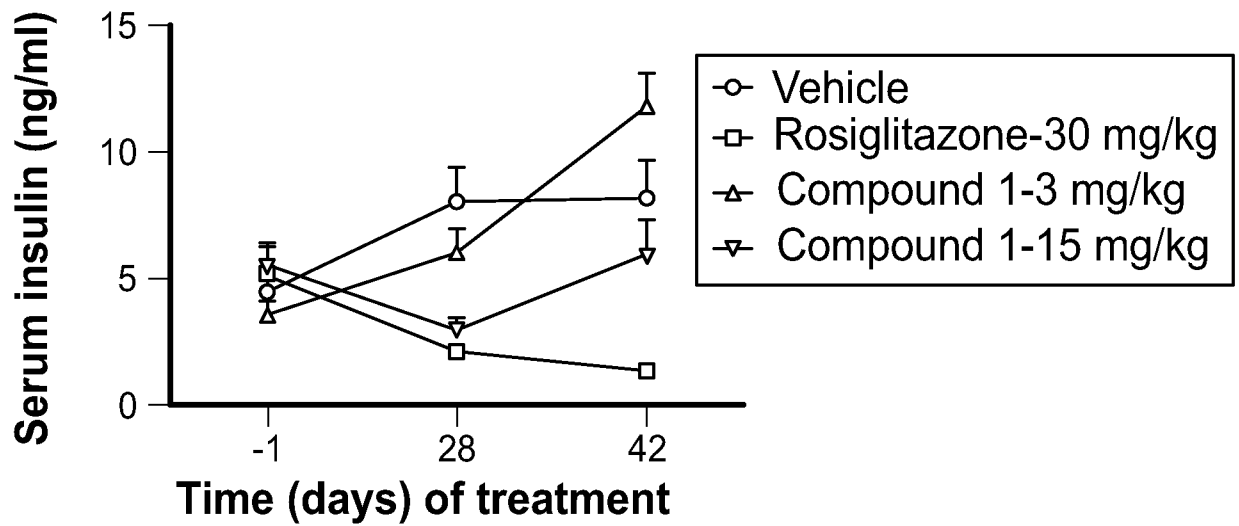 15
10
5
0
Serum insulin (ng/ml)
-1 28 42
Time (days) of treatment
Vehicle
Rosiglitazone-30 mg/kg
Compound 1-3 mg/kg
Compound 1-15 mg/kg